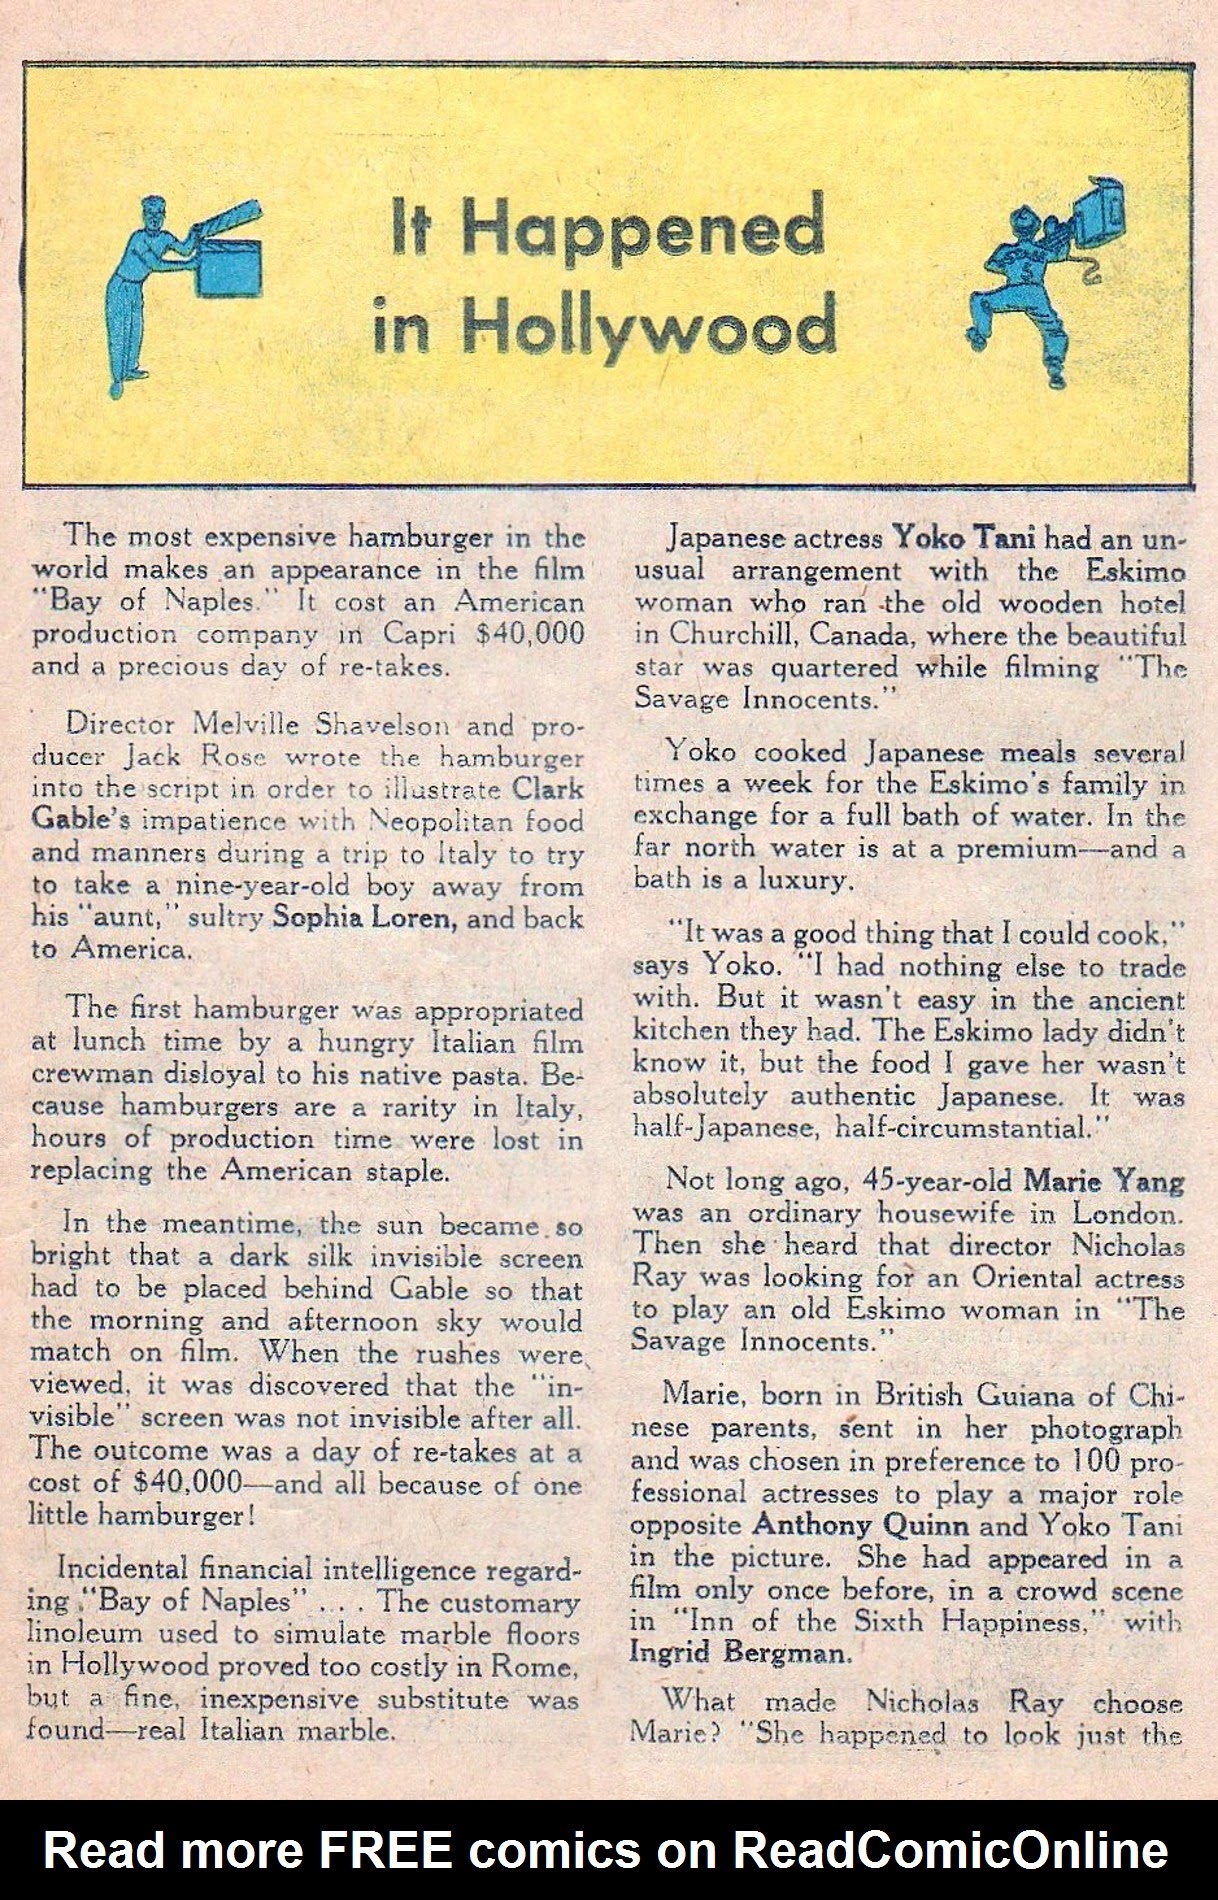 It Happened
in Hollywood
The most expensive hamburger in the
world makes an appearance in the film
"Bay of Naples." It cost an American
production company in Capri $40,000
and a precious day of re-takes.
Director Melville Shavelson and pro-
ducer Jack Rose wrote the hamburger
into the script in order to illustrate Clark
Gable's impatience with Neopolitan food
and manners during a trip to Italy to try
to take a nine-year-old boy away from
his "aunt," sultry Sophia Loren, and back
to America.
The first hamburger was appropriated
at lunch time by a hungry Italian film
crewman disloyal to his native pasta. Be-
cause hamburgers are a rarity in Italy,
hours of production time were lost in
replacing the American staple.
In the meantime, the sun became so
bright that a dark silk invisible screen
had to be placed behind Gable so that
the morning and afternoon sky would
match on film. When the rushes were
viewed, it was discovered that the "in-
visible" screen was not invisible after all.
The outcome was a day of re-takes at a
cost of $40,000—and all because of one
little hamburger!
Incidental financial intelligence regard-
ing "Bay of Naples" . . . The customary
linoleum used to simulate marble floors
in Hollywood proved too costly in Rome,
but a fine, inexpensive substitute was
found—real Italian marble.
Japanese actress Yoko Tani had an un-
usual arrangement with the Eskimo
woman who ran the old wooden hotel
in Churchill, Canada, where the beautiful
star was quartered while filming "The
Savage Innocents."
Yoko cooked Japanese meals several
times a week for the Eskimo's family in
exchange for a full bath of water. In the
far north water is at a premium—and a
bath is a luxury.
"It was a good thing that I could cook,"
says Yoko. "I had nothing else to trade
with. But it wasn't easy in the ancient
kitchen they had. The Eskimo lady didn't
know it, but the food I gave her wasn't
absolutely authentic Japanese. It was
half-Japanese, half-circumstantial."
Not long ago, 45-year-old Marie Yang
was an ordinary housewife in London.
Then she heard that director Nicholas
Ray was looking for an Oriental actress
to play an old Eskimo woman in "The
Savage Innocents."
Marie, born in British Guiana of Chi-
nese parents, sent in her photograph
and was chosen in preference to 100 pro-
fessional actresses to play a major role
opposite Anthony Quinn and Yoko Tani
in the picture. She had appeared in a
film only once before, in a crowd scene
in "Inn of the Sixth Happiness," with
Ingrid Bergman.
What made Nicholas Ray choose
Marie? "She happened to look just the
Read more FREE comics on ReadComicOnline